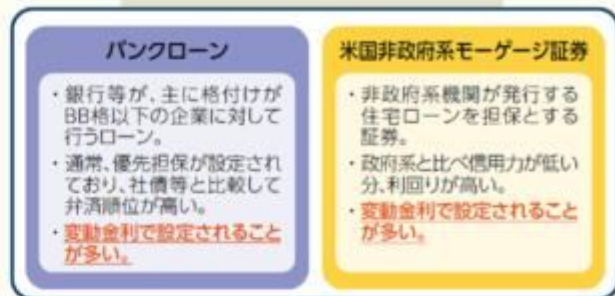 バンクローン
・銀行等が、主に格付けが
BB格以下の企業に対して
行うローン。
・通常、優先担保が設定され
ており、社債等と比較して
弁済順位が高い。
・変動金利で設定されること
が多い。
米国非政府系モーゲージ証券
・非政府系機関が発行する
住宅ローンを担保とする
証券。
・政府系と比べ信用力が低い
分、利回りが高い。
・変動金利で設定されること
が多い。